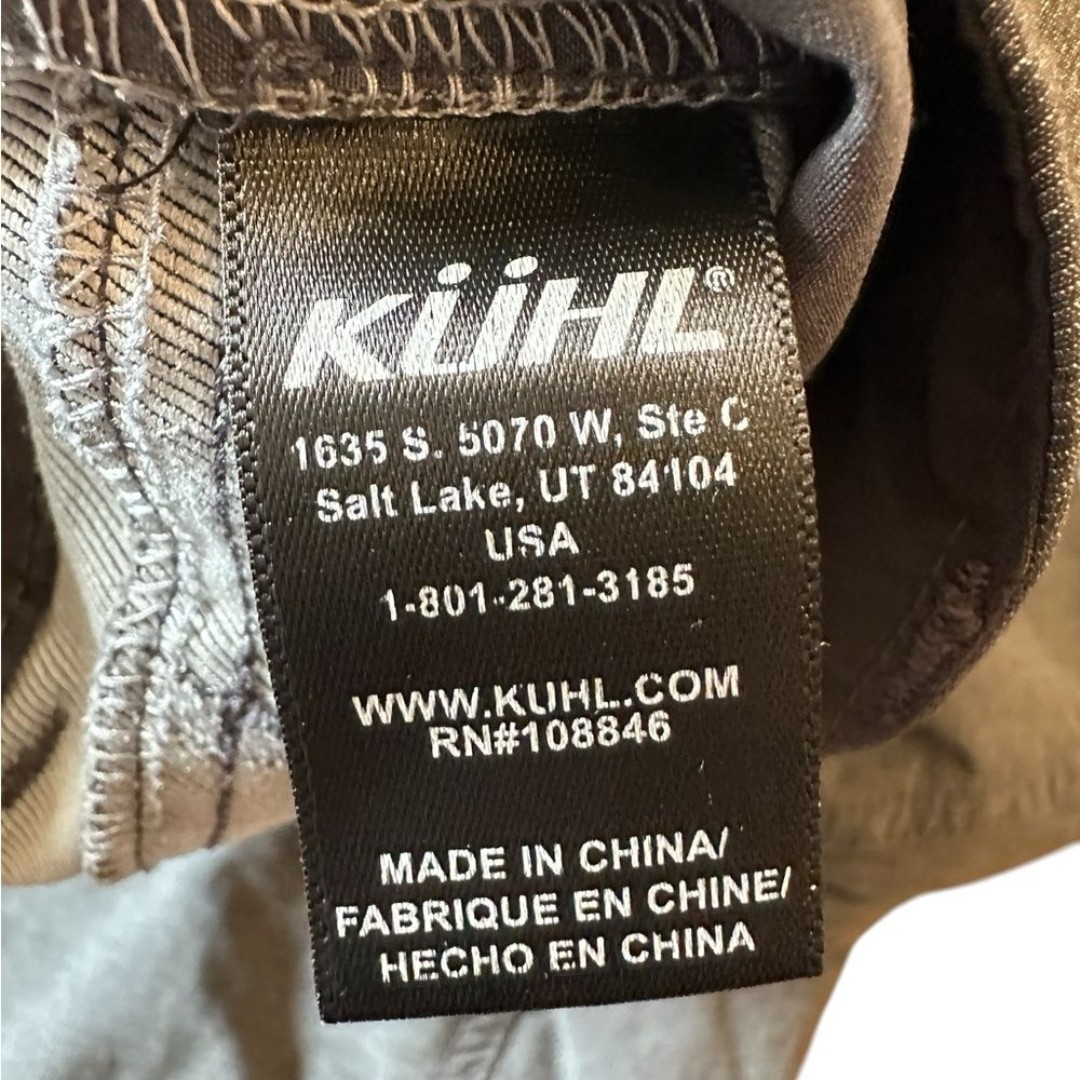 KÜHL®
1635 S. 5070 W, Ste C
Salt Lake, UT 84104
USA
1-801-281-3185
WWW.KUHL.COM
RN#108846
MADE IN CHINA/
FABRIQUE EN CHINE/
HECHO EN CHINA